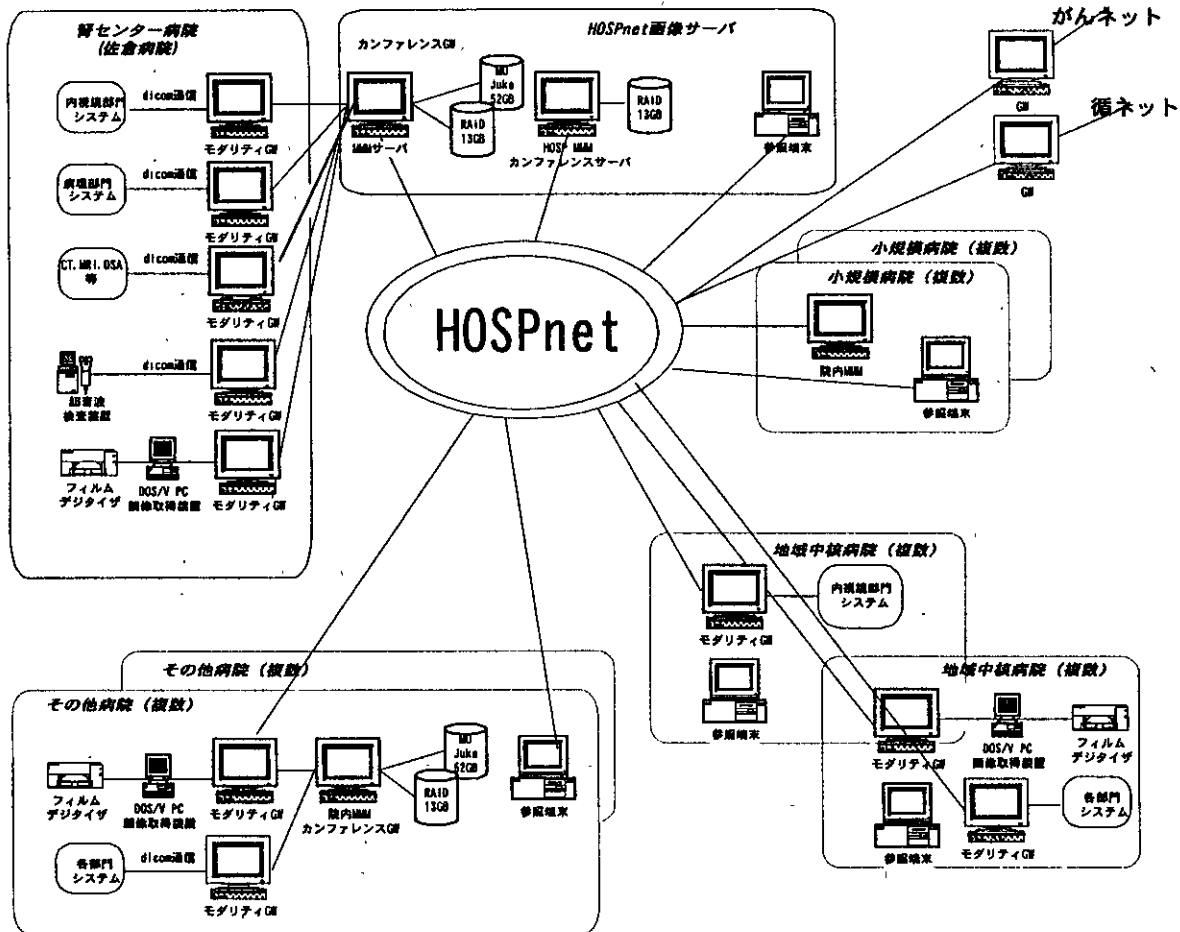 腎センター病院
(佐倉病院)
内視鏡部門
システム
dicom通信
モダリティGW
病理部門
システム
dicom通信
モダリティGW
CT.MRI.DSA
等
dicom通信
モダリティGW
超音波
検査装置
dicom通信
モダリティGW
フィルム
デジタイザ
DOS/V PC
画像取得装置
モダリティGW
HOSPnet画像サーバ
カンファレンスGW
MMMサーバ
MO
Juke
52GB
RAID
13GB
HOSP MMM
カンファレンスサーバ
RAID
13GB
参照端末
がんネット
GW
循ネット
GW
HOSPnet
小規模病院(複数)
小規模病院(複数)
院内MMM
参照端末
地域中核病院(複数)
モダリティGW
内視鏡部門
システム
参照端末
地域中核病院(複数)
モダリティGW
DOS/V PC
画像取得装置
フィルム
デジタイザ
参照端末
モダリティGW
各部門
システム
その他病院(複数)
その他病院(複数)
フィルム
デジタイザ
DOS/V PC
画像取得装置
モダリティGW
院内MMM
カンファレンスGW
MO
Juke
52GB
RAID
13GB
参照端末
各部門
システム
dicom通信
モダリティGW